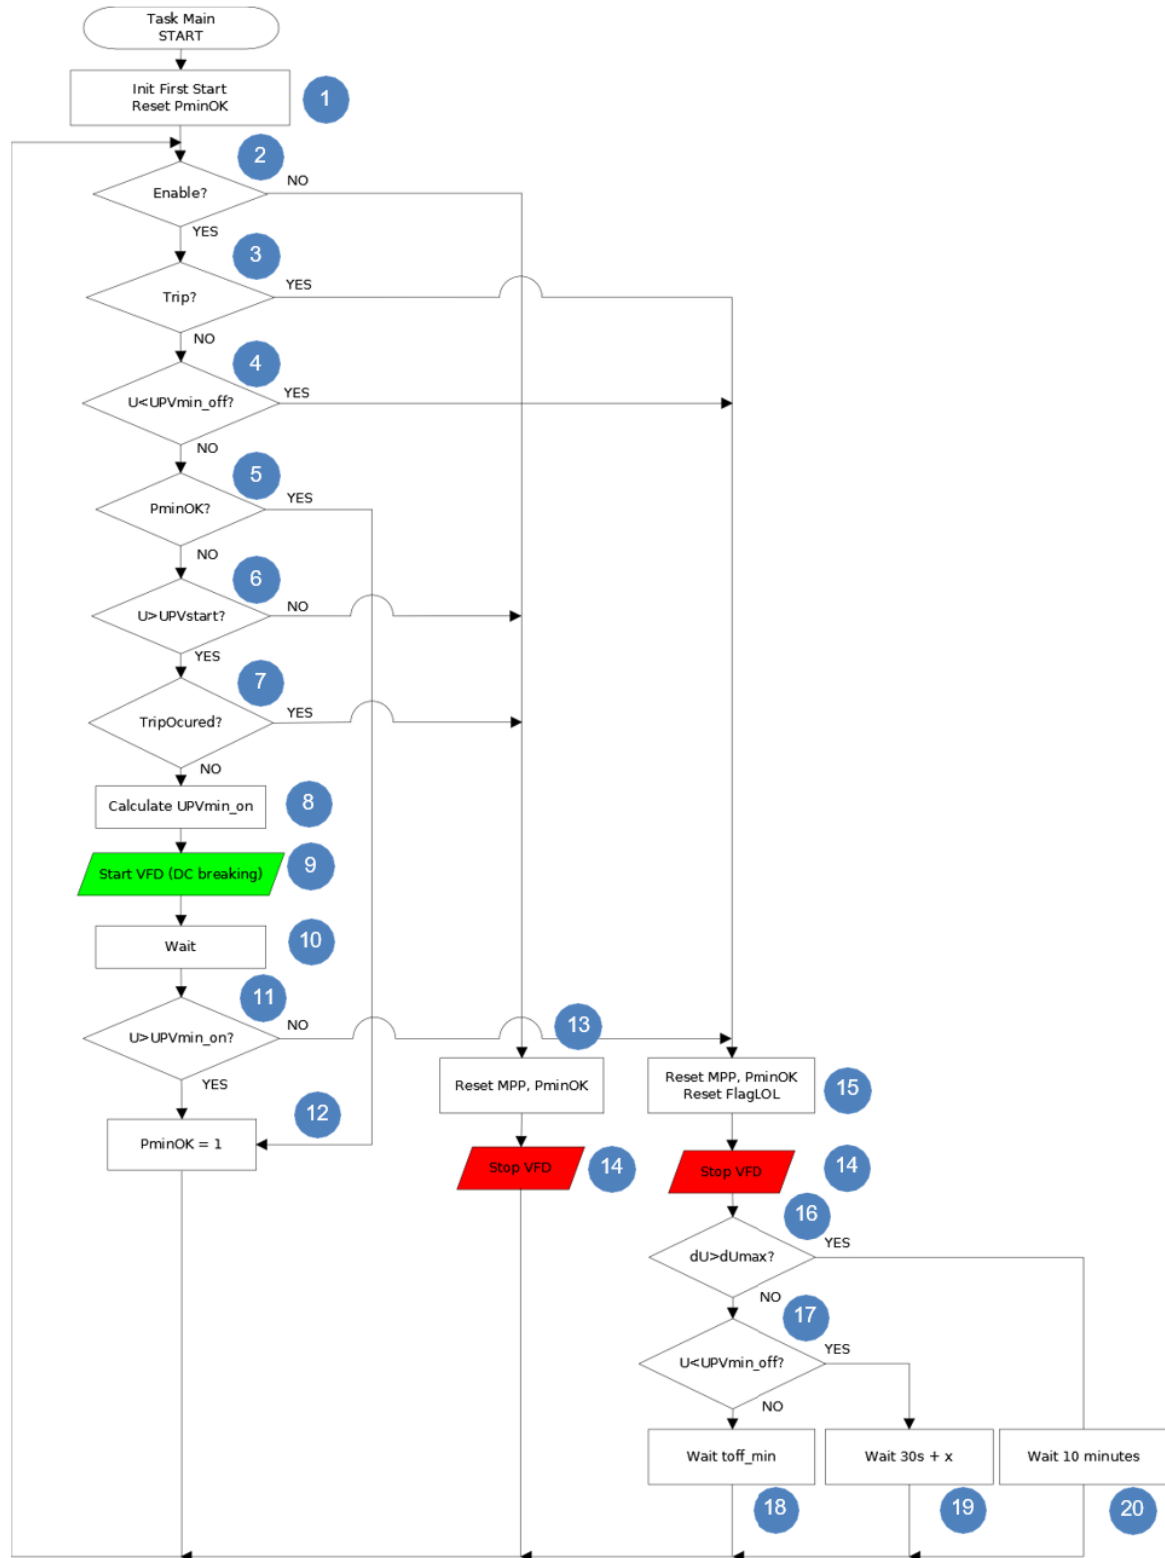 Task Main
START
Init First Start
Reset PminOK
1
2
Enable?
NO
YES
3
Trip?
YES
NO
4
U<UPVmin_off?
YES
NO
5
PminOK?
YES
NO
6
U>UPVstart?
NO
YES
7
TripOcured?
YES
NO
Calculate UPVmin_on
8
Start VFD (DC breaking)
9
Wait
10
11
U>UPVmin_on?
NO
YES
12
PminOK = 1
13
Reset MPP, PminOK
Stop VFD
14
Reset MPP, PminOK
Reset FlagLOL
15
Stop VFD
14
16
dU>dUmax?
YES
NO
17
U<UPVmin_off?
YES
NO
Wait toff_min
18
Wait 30s + x
19
Wait 10 minutes
20